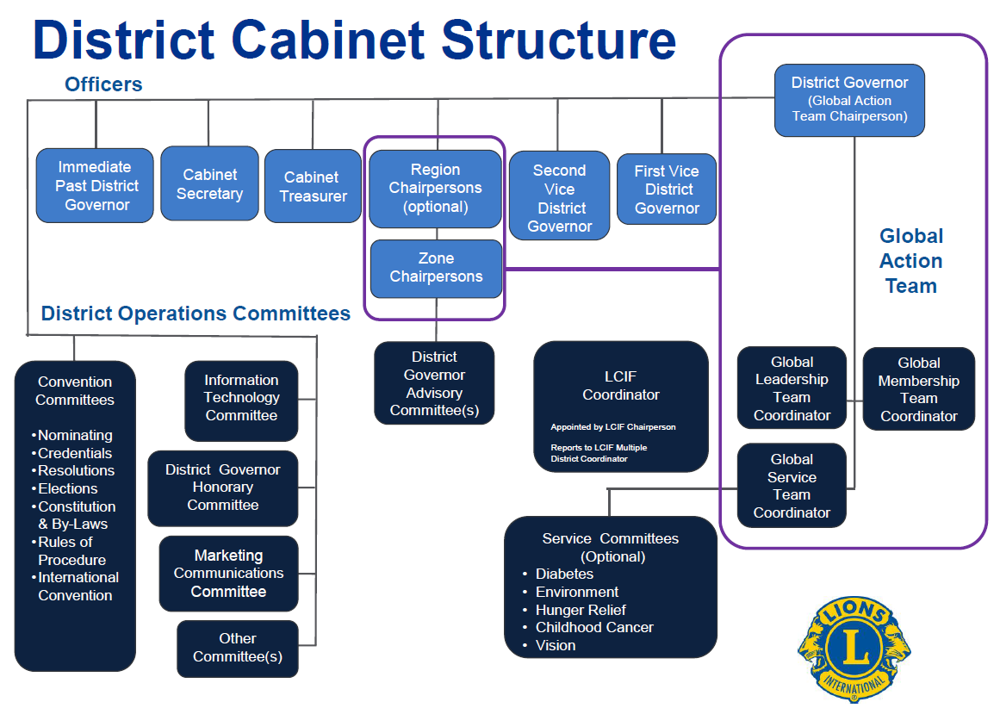 District Cabinet Structure
Officers
District Governor
(Global Action
Team Chairperson)
Immediate
Past District
Governor
Cabinet
Secretary
Cabinet
Treasurer
Region
Chairpersons
(optional)
Second
Vice
District
Governor
First Vice
District
Governor
Zone
Chairpersons
Global
Action
Team
District Operations Committees
Convention
Committees
•Nominating
•Credentials
•Resolutions
•Elections
•Constitution
& By-Laws
•Rules of
Procedure
•International
Convention
Information
Technology
Committee
District Governor
Honorary
Committee
Marketing
Communications
Committee
Other
Committee(s)
District
Governor
Advisory
Committee(s)
LCIF
Coordinator
Appointed by LCIF Chairperson
Reports to LCIF Multiple
District Coordinator
Global
Leadership
Team
Coordinator
Global
Membership
Team
Coordinator
Global
Service
Team
Coordinator
Service Committees
(Optional)
• Diabetes
• Environment
• Hunger Relief
• Childhood Cancer
• Vision
LIONS
L
INTERNATIONAL
®